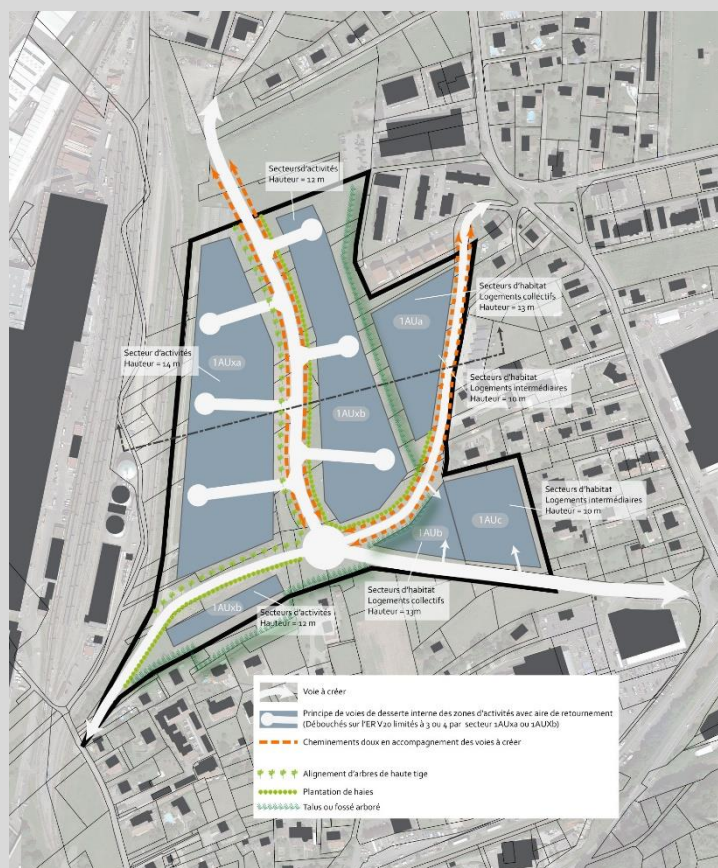 Secteurs d'activités
Hauteur = 12 m
Secteurs d'habitat
Logements collectifs
Hauteur = 13 m
1AUa
Secteur d'activités
Hauteur = 14 m
1AUxa
Secteurs d'habitat
Logements intermédiaires
Hauteur = 10 m
1AUxb
Secteurs d'habitat
Logements intermédiaires
Hauteur = 10 m
1AUc
1AUb
Secteurs d'habitat
Logements collectifs
Hauteur = 13m
1AUxb
Secteurs d'activités
Hauteur = 12 m
Voie à créer
Principe de voies de desserte interne des zones d'activités avec aire de retournement
(Débouchés sur l'ER V20 limités à 3 ou 4 par secteur 1AUxa ou 1AUXb)
Cheminements doux en accompagnement des voies à créer
Alignement d'arbres de haute tige
Plantation de haies
Talus ou fossé arboré